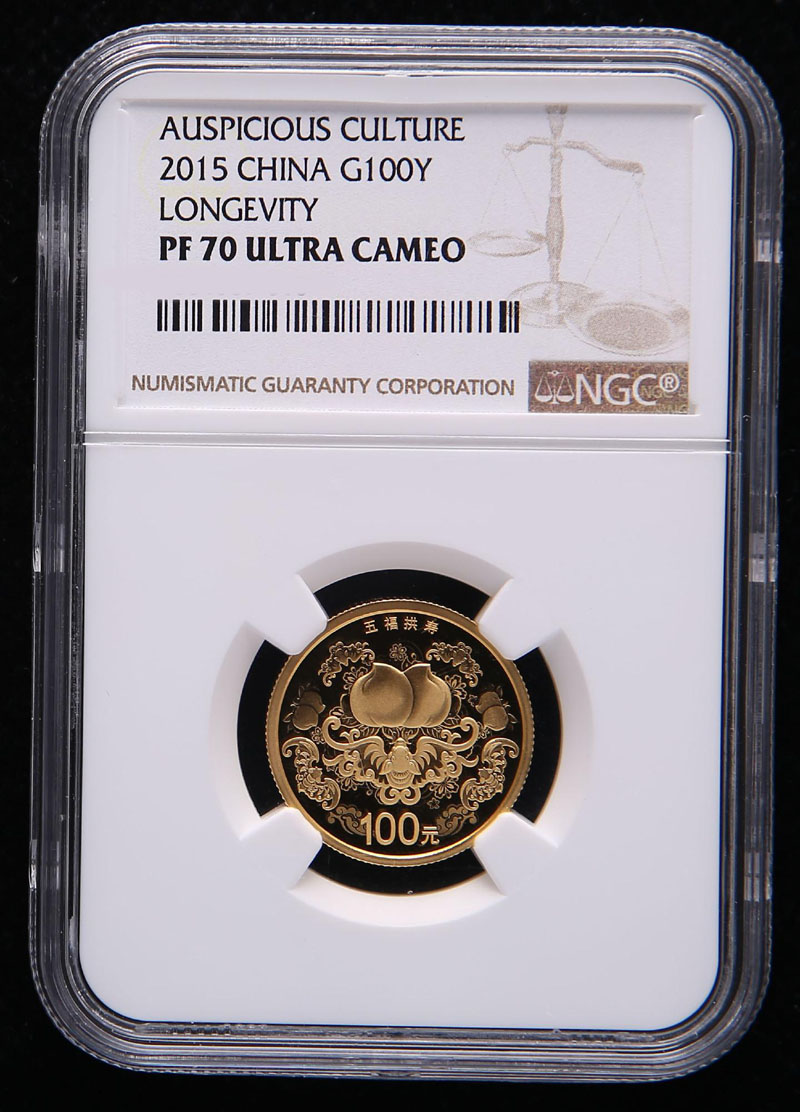 AUSPICIOUS CULTURE
2015 CHINA G100Y
LONGEVITY
PF 70 ULTRA CAMEO
NUMISMATIC GUARANTY CORPORATION
NGC®
五福拱寿
100元